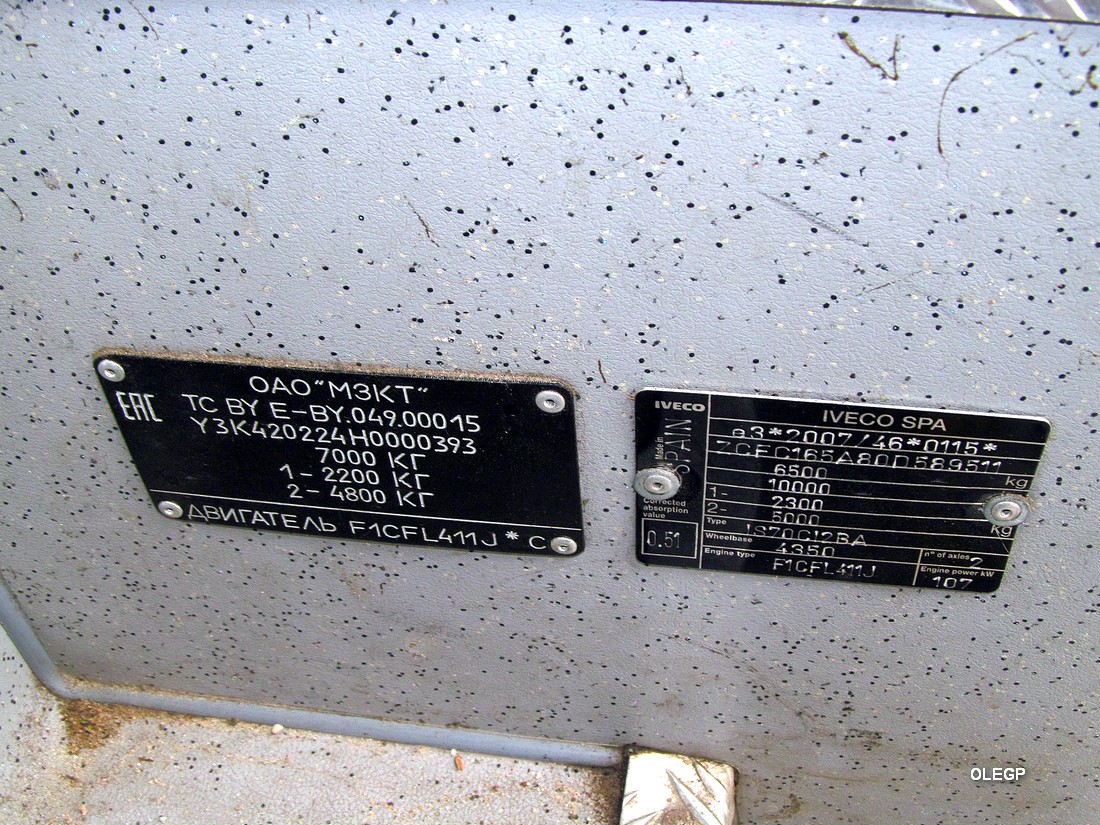 ОАО "МЗКТ"
EAC
ТС BY E-BY.049.00015
Y3K420224H0000393
7000 КГ
1-2200 КГ
2-4800 КГ
ДВИГАТЕЛЬ F1CFL411J * C
IVECO
IVECO SPA
Made in
SPAIN
e3*2007/46*0115*
ZCFC165A80D589511
6500 kg
10000
1- 2300
2- 5000 kg
Type IS70CI2BA
Wheelbase 4350
n° of axles 2
Engine type F1CFL411J
Engine power kW 107
Corrected
absorption
value
0.51
OLEGP